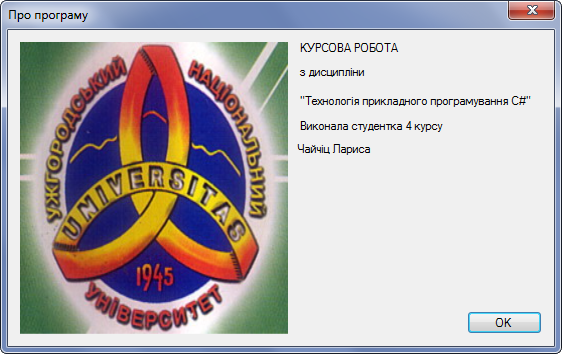 Про програму
УЖГОРОДСЬКИЙ НАЦІОНАЛЬНИЙ
UNIVERSITAS
1945
УНІВЕРСИТЕТ
КУРСОВА РОБОТА
з дисципліни
"Технологія прикладного програмування C#"
Виконала студентка 4 курсу
Чайчіц Лариса
OK